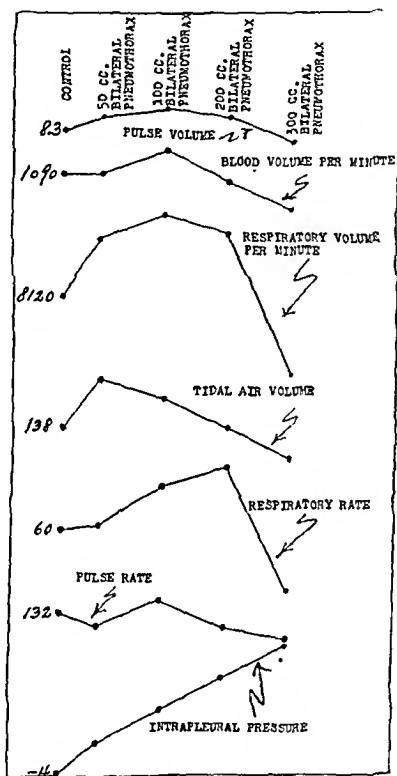 CONTROL
50 CC.
BILATERAL
PNEUMOTHORAX
100 CC.
BILATERAL
PNEUMOTHORAX
200 CC.
BILATERAL
PNEUMOTHORAX
300 CC.
BILATERAL
PNEUMOTHORAX
8.3
PULSE VOLUME
BLOOD VOLUME PER MINUTE
1090
RESPIRATORY VOLUME
PER MINUTE
8120
TIDAL AIR VOLUME
138
RESPIRATORY RATE
60
PULSE RATE
132
INTRAPLEURAL PRESSURE
-4